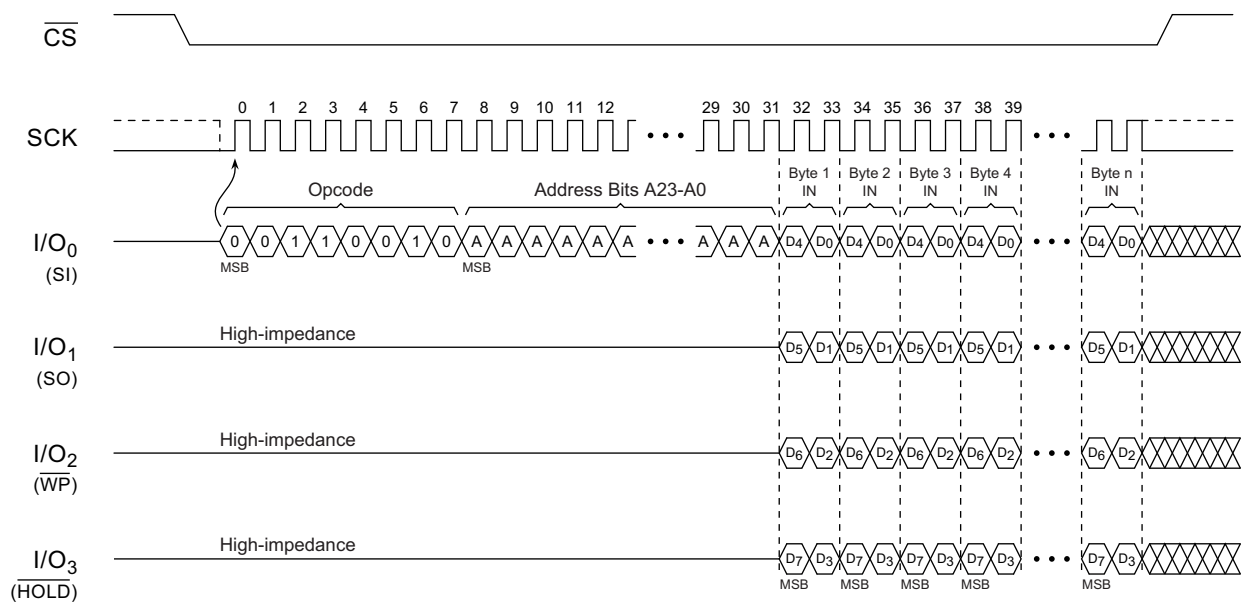 CS
0 1 2 3 4 5 6 7 8 9 10 11 12 29 30 31 32 33 34 35 36 37 38 39
SCK • • • • • •
Byte 1 IN Byte 2 IN Byte 3 IN Byte 4 IN Byte n IN
Opcode Address Bits A23-A0
I/O0 (SI) 0 0 1 1 0 0 1 0 A A A A A A • • • A A A D4 D0 D4 D0 D4 D0 D4 D0 • • • D4 D0
MSB MSB
High-impedance
I/O1 (SO) D5 D1 D5 D1 D5 D1 D5 D1 • • • D5 D1
High-impedance
I/O2 (WP) D6 D2 D6 D2 D6 D2 D6 D2 • • • D6 D2
High-impedance
I/O3 (HOLD) D7 D3 D7 D3 D7 D3 D7 D3 • • • D7 D3
MSB MSB MSB MSB MSB